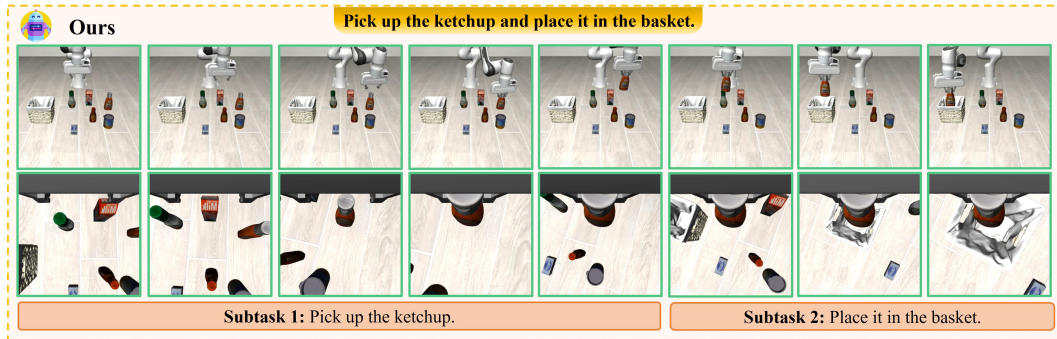 Pick up the ketchup and place it in the basket.
Ours
Subtask 1: Pick up the ketchup.
Subtask 2: Place it in the basket.